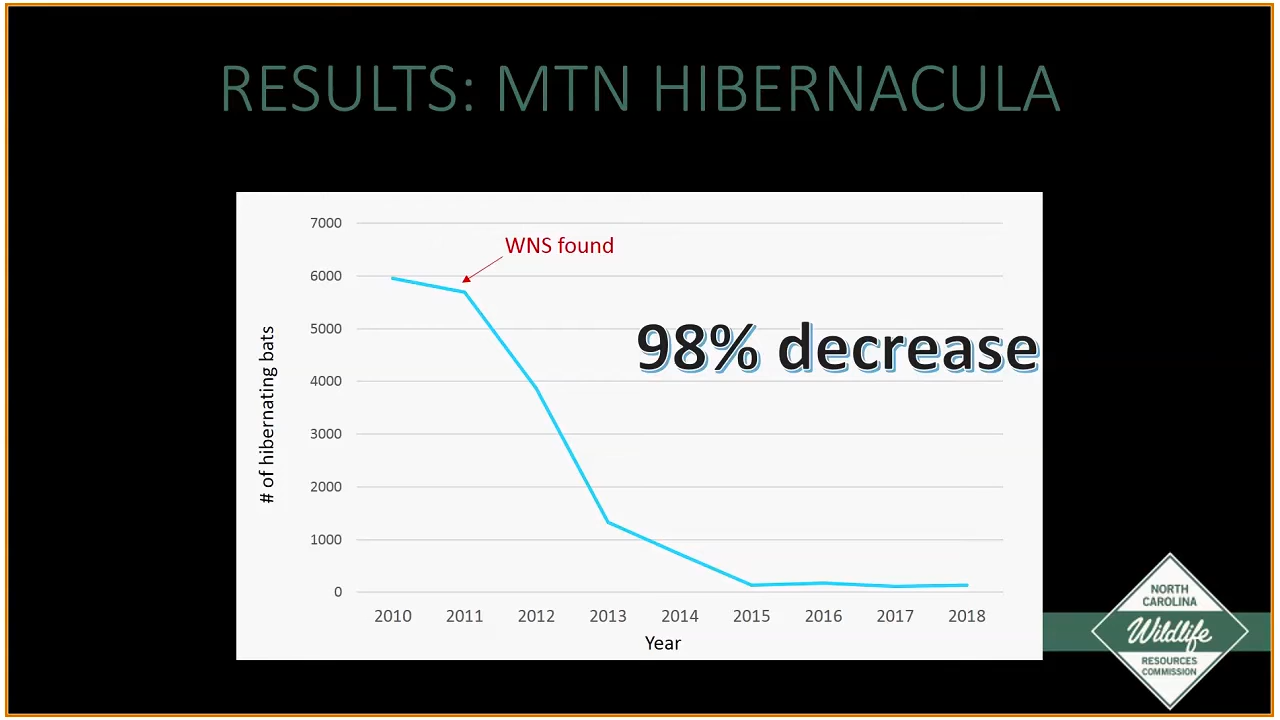 RESULTS: MTN HIBERNACULA
7000
WNS found
6000
5000
98% decrease
4000
3000
2000
1000
0
# of hibernating bats
2010 2011 2012 2013 2014 2015 2016 2017 2018
Year
NORTH
CAROLINA
Wildlife
RESOURCES
COMMISSION